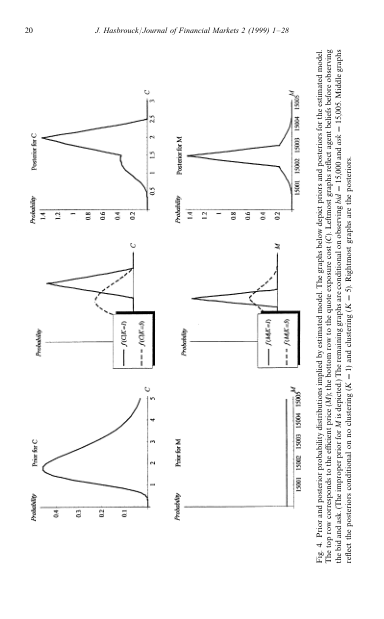 20
J. Hasbrouck / Journal of Financial Markets 2 (1999) 1–28
Probability
Prior for C
0.4
0.3
0.2
0.1
1
2
3
4
5
C
Probability
f(C|K=1)
f(C|K=5)
C
Probability
Posterior for C
1.4
1.2
1
0.8
0.6
0.4
0.2
0.5
1
1.5
2
2.5
3
C
Probability
Prior for M
15001
15002
15003
15004
15005
M
Probability
f(M|K=1)
f(M|K=5)
M
Probability
Posterior for M
1.4
1.2
1
0.8
0.6
0.4
0.2
15001
15002
15003
15004
15005
M
Fig. 4. Prior and posterior probability distributions implied by estimated model. The graphs below depict priors and posteriors for the estimated model.
The top row corresponds to the efficient price (M); the bottom row to the quote exposure cost (C). Leftmost graphs reflect agent beliefs before observing
the bid and ask. (The improper prior for M is depicted.) The remaining graphs are conditional on observing bid = 15,000 and ask = 15,005. Middle graphs
reflect the posteriors conditional on no clustering (K = 1) and clustering (K = 5). Rightmost graphs are the posteriors.